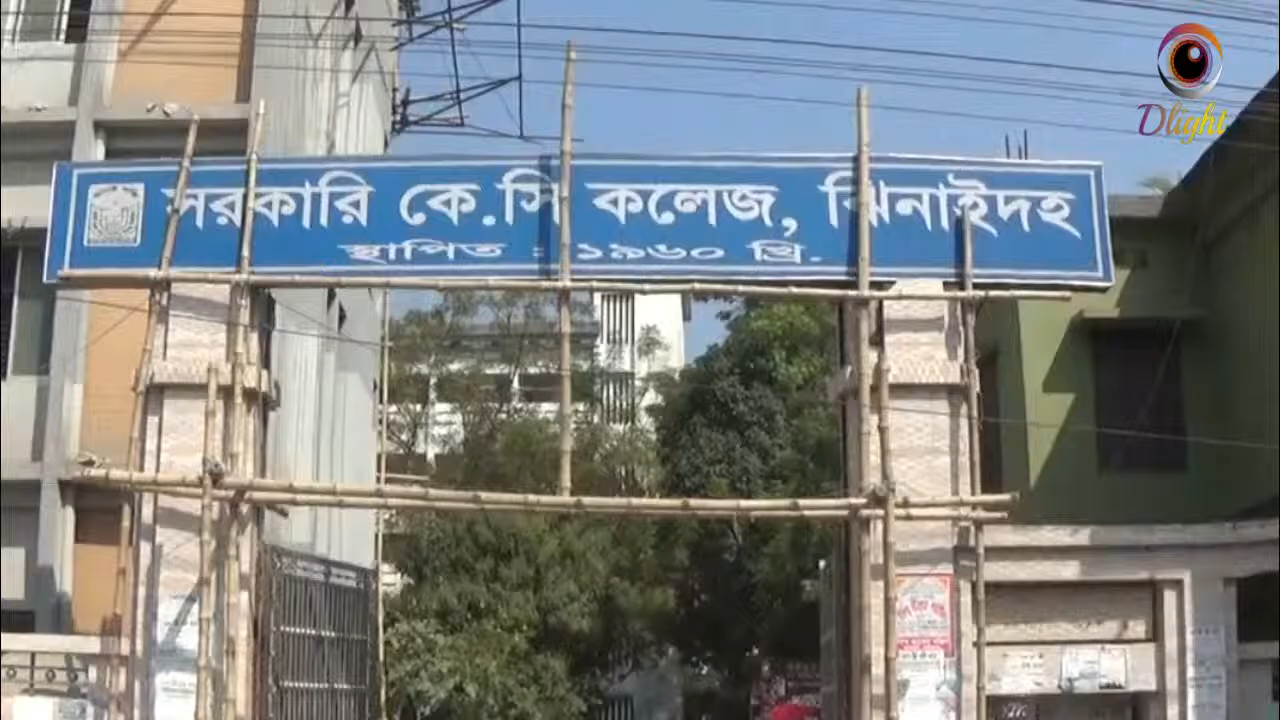 Dlight
সরকারি কে.সি কলেজ, ঝিনাইদহ
স্থাপিত : ১৯৬০ খ্রি.